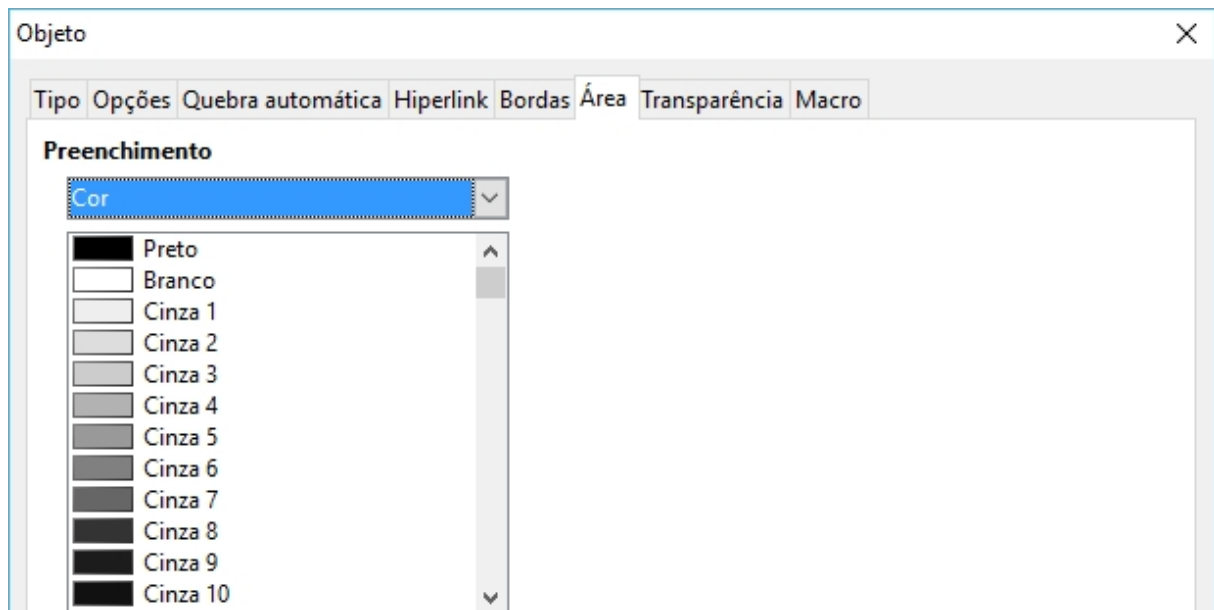 Objeto
Tipo Opções Quebra automática Hiperlink Bordas Área Transparência Macro
Preenchimento
Cor
Preto
Branco
Cinza 1
Cinza 2
Cinza 3
Cinza 4
Cinza 5
Cinza 6
Cinza 7
Cinza 8
Cinza 9
Cinza 10